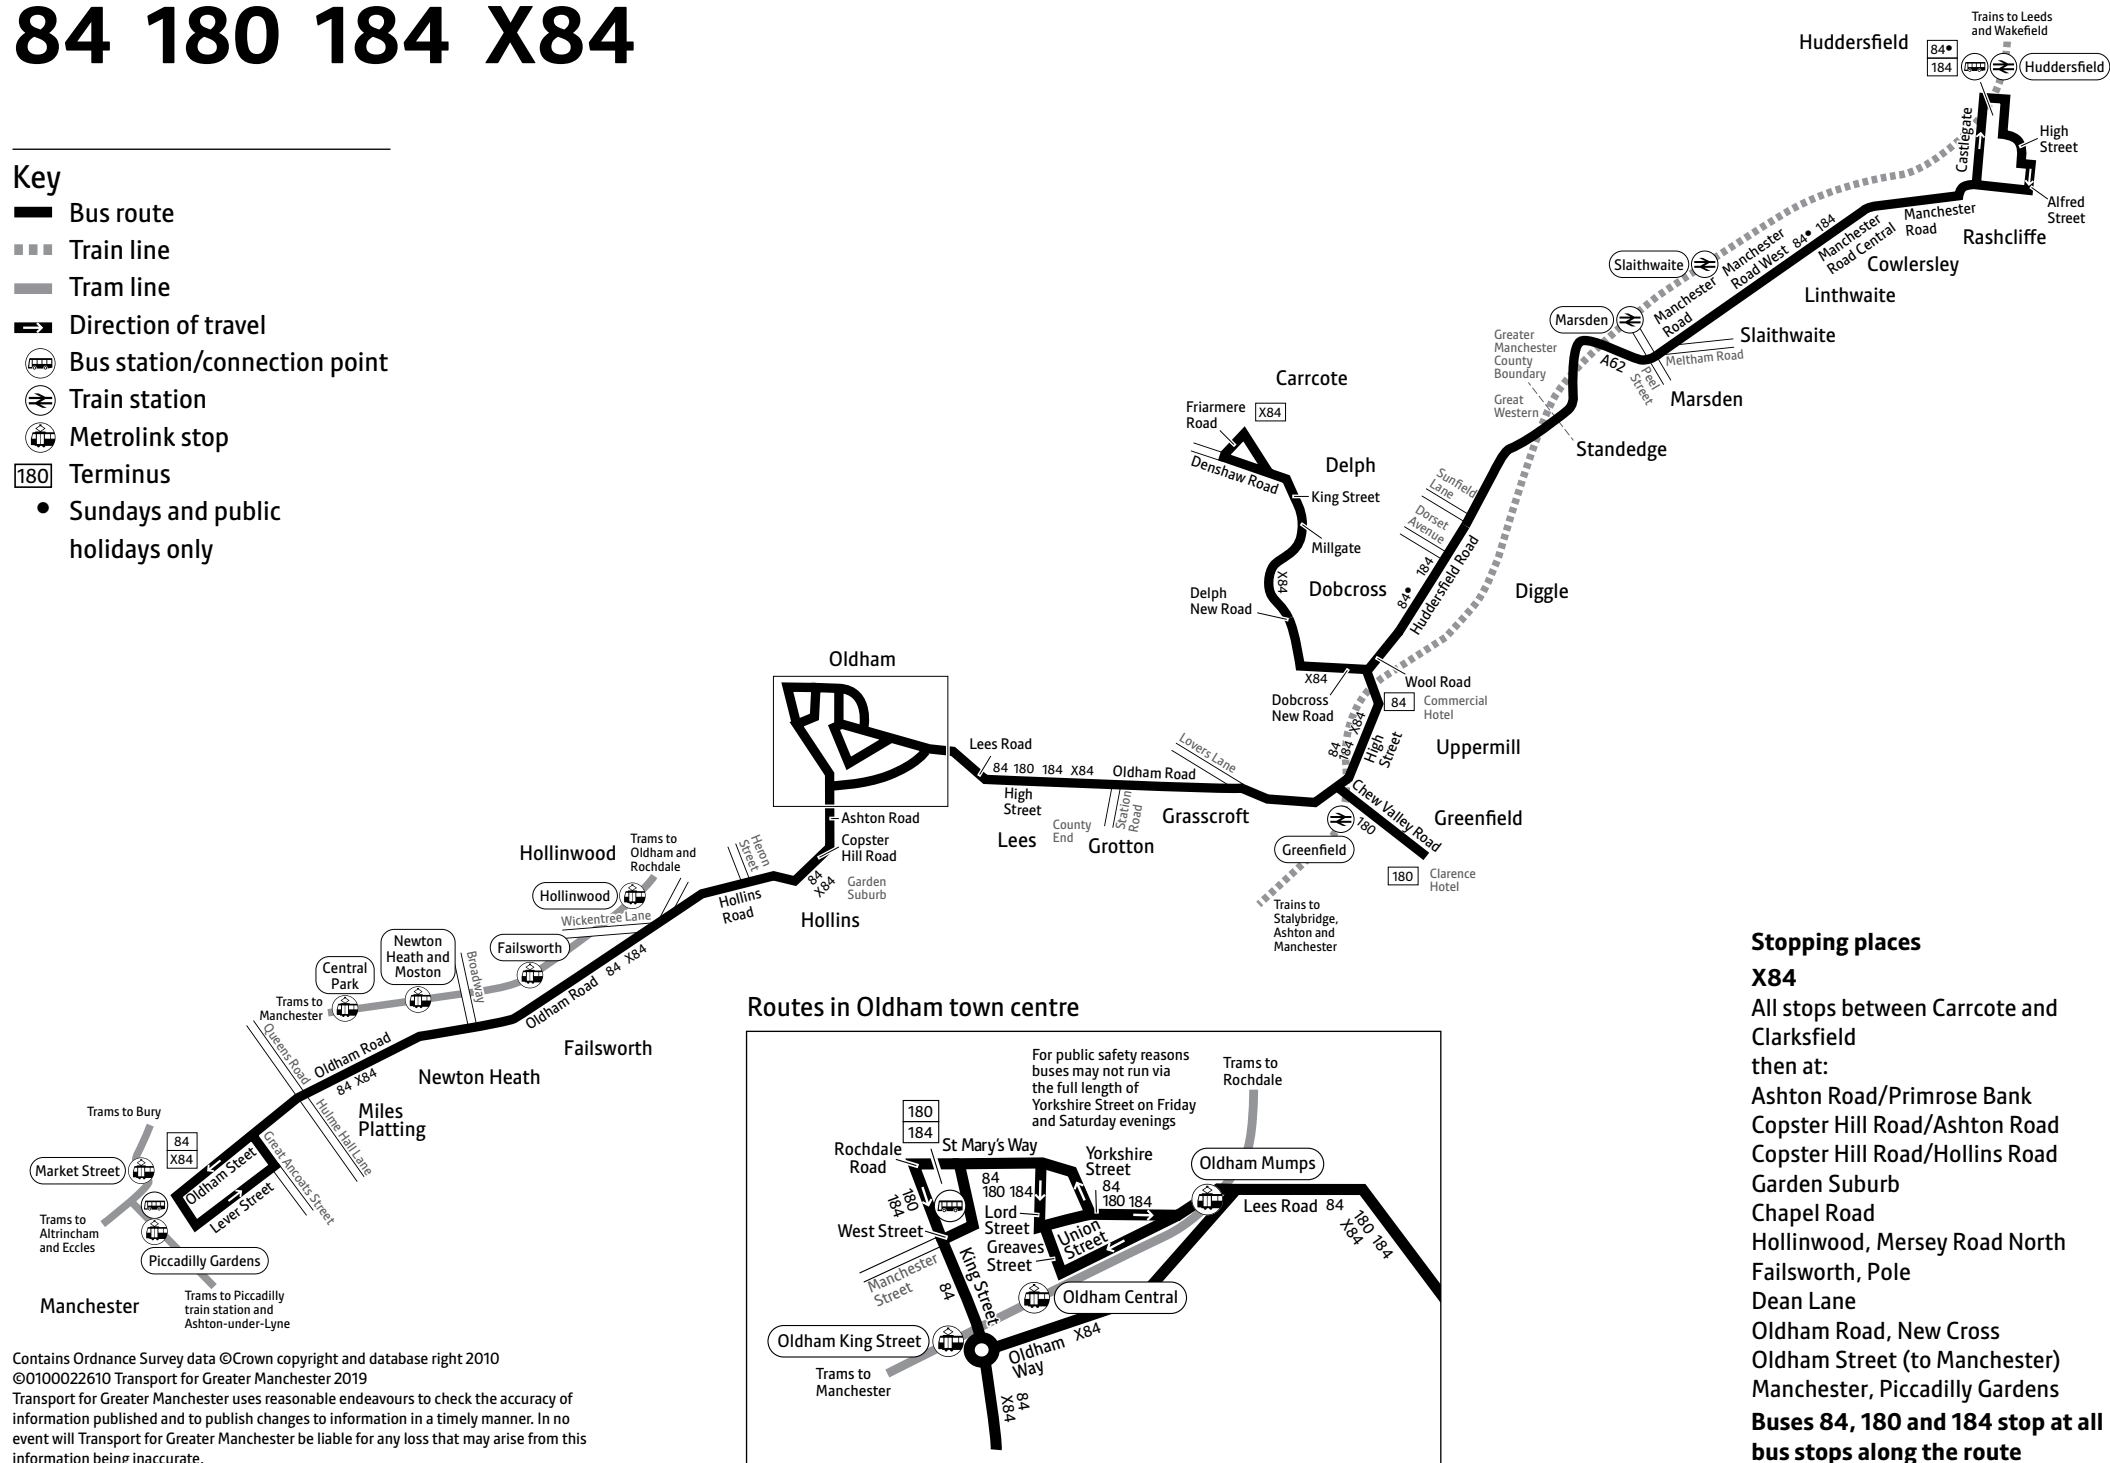 84 180 184 X84
Key
Bus route
Train line
Tram line
Direction of travel
Bus station/connection point
Train station
Metrolink stop
180 Terminus
• Sundays and public
holidays only
Trains to Leeds
and Wakefield
Huddersfield
84•
184
Huddersfield
Castlegate
High
Street
Alfred
Street
Manchester
Road
Rashcliffe
Manchester
Road Central
Cowlersley
84• 184
Manchester
Road West
Linthwaite
Slaithwaite
Manchester
Road
Slaithwaite
Marsden
Meltham Road
A62
Peel
Street
Marsden
Greater
Manchester
County
Boundary
Great
Western
Standedge
Carrcote
Friarmere
Road
X84
Denshaw Road
Delph
King Street
Millgate
X84
Delph
New Road
Dobcross
Sunfield
Lane
Dorset
Avenue
84• 184
Huddersfield Road
Diggle
X84
Dobcross
New Road
Wool Road
84
Commercial
Hotel
84
184 X84
High
Street
Uppermill
Oldham
Lees Road
84 180 184 X84
Oldham Road
Lovers Lane
High
Street
Lees
County
End
Station
Road
Grotton
Grasscroft
Chew Valley Road
180
Greenfield
Greenfield
180
Clarence
Hotel
Trains to
Stalybridge,
Ashton and
Manchester
Ashton Road
Copster
Hill Road
84
X84
Garden
Suburb
Hollins
Heron
Street
Hollins
Road
Hollinwood
Trams to
Oldham and
Rochdale
Hollinwood
Wickentree Lane
Failsworth
Newton
Heath and
Moston
Central
Park
Trams to
Manchester
Broadway
Oldham Road
84 X84
Failsworth
Queens Road
Oldham Road
84 X84
Newton Heath
Hulme Hall Lane
Miles
Platting
Trams to Bury
84
X84
Market Street
Oldham Steet
Lever Street
Great Ancoats Street
Trams to
Altrincham
and Eccles
Piccadilly Gardens
Manchester
Trams to Piccadilly
train station and
Ashton-under-Lyne
Contains Ordnance Survey data ©Crown copyright and database right 2010
©0100022610 Transport for Greater Manchester 2019
Transport for Greater Manchester uses reasonable endeavours to check the accuracy of
information published and to publish changes to information in a timely manner. In no
event will Transport for Greater Manchester be liable for any loss that may arise from this
information being inaccurate.
Routes in Oldham town centre
For public safety reasons
buses may not run via
the full length of
Yorkshire Street on Friday
and Saturday evenings
Trams to
Rochdale
180
184
Rochdale
Road
St Mary's Way
Yorkshire
Street
84
180 184
Oldham Mumps
180
184
84
180 184
Lord
Street
West Street
Greaves
Street
Union
Street
Lees Road 84
180 184
X84
Manchester
Street
King Street
84
Oldham Central
Oldham King Street
Oldham
Way
X84
Trams to
Manchester
84
X84
Stopping places
X84
All stops between Carrcote and
Clarksfield
then at:
Ashton Road/Primrose Bank
Copster Hill Road/Ashton Road
Copster Hill Road/Hollins Road
Garden Suburb
Chapel Road
Hollinwood, Mersey Road North
Failsworth, Pole
Dean Lane
Oldham Road, New Cross
Oldham Street (to Manchester)
Manchester, Piccadilly Gardens
Buses 84, 180 and 184 stop at all
bus stops along the route